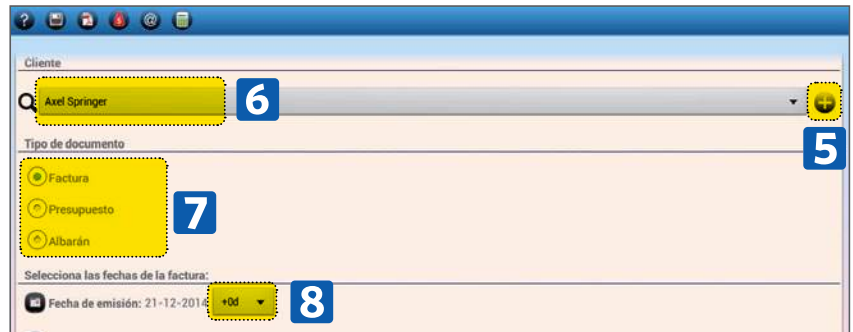 Cliente
Axel Springer
6
5
Tipo de documento
Factura
Presupuesto
Albarán
7
Selecciona las fechas de la factura:
Fecha de emisión: 21-12-2014 +0d
8